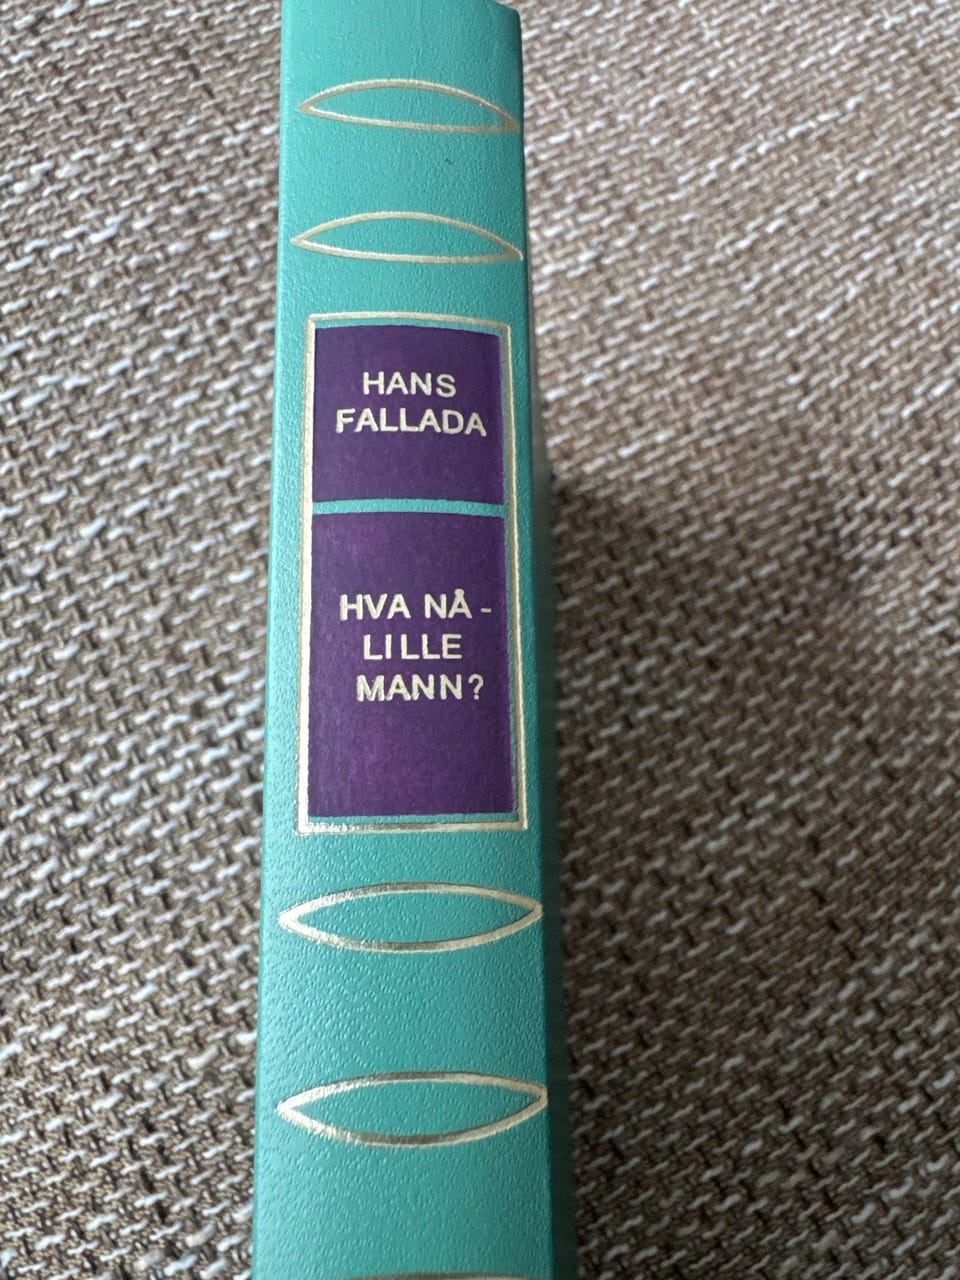 HANS
FALLADA
HVA NÅ -
LILLE
MANN?